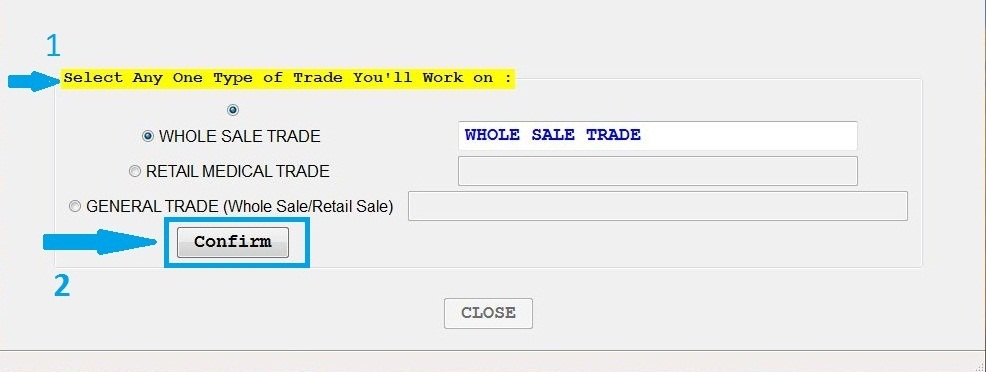 1
Select Any One Type of Trade You'll Work on :
WHOLE SALE TRADE WHOLE SALE TRADE
RETAIL MEDICAL TRADE
GENERAL TRADE (Whole Sale/Retail Sale)
Confirm
2
CLOSE